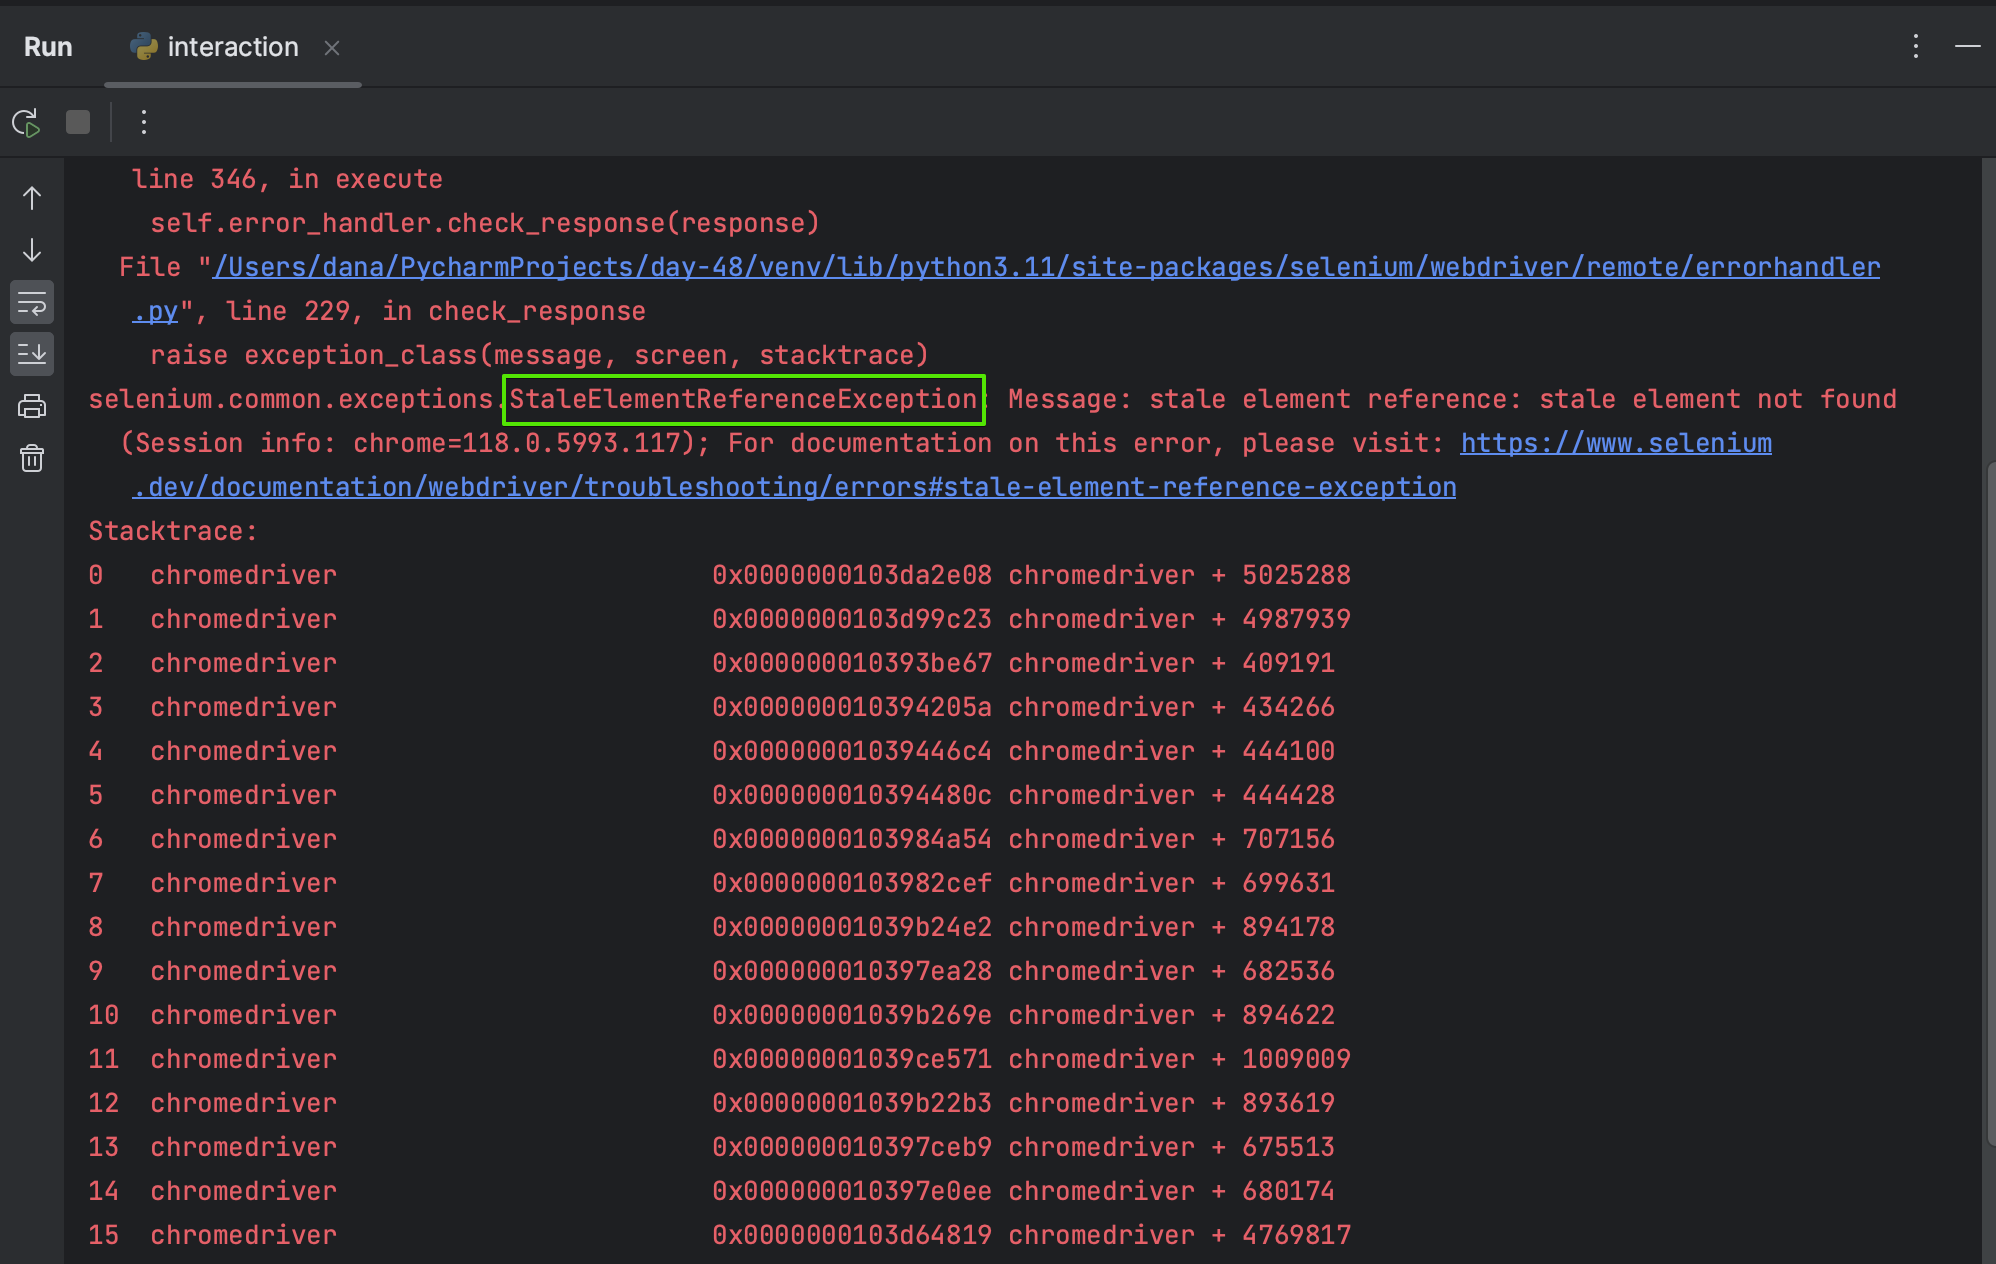 Run interaction
line 346, in execute
self.error_handler.check_response(response)
File "/Users/dana/PycharmProjects/day-48/venv/lib/python3.11/site-packages/selenium/webdriver/remote/errorhandler
.py", line 229, in check_response
raise exception_class(message, screen, stacktrace)
selenium.common.exceptions.StaleElementReferenceException: Message: stale element reference: stale element not found
(Session info: chrome=118.0.5993.117); For documentation on this error, please visit: https://www.selenium
.dev/documentation/webdriver/troubleshooting/errors#stale-element-reference-exception
Stacktrace:
0 chromedriver 0x0000000103da2e08 chromedriver + 5025288
1 chromedriver 0x0000000103d99c23 chromedriver + 4987939
2 chromedriver 0x000000010393be67 chromedriver + 409191
3 chromedriver 0x000000010394205a chromedriver + 434266
4 chromedriver 0x00000001039446c4 chromedriver + 444100
5 chromedriver 0x000000010394480c chromedriver + 444428
6 chromedriver 0x0000000103984a54 chromedriver + 707156
7 chromedriver 0x0000000103982cef chromedriver + 699631
8 chromedriver 0x00000001039b24e2 chromedriver + 894178
9 chromedriver 0x000000010397ea28 chromedriver + 682536
10 chromedriver 0x00000001039b269e chromedriver + 894622
11 chromedriver 0x00000001039ce571 chromedriver + 1009009
12 chromedriver 0x00000001039b22b3 chromedriver + 893619
13 chromedriver 0x000000010397ceb9 chromedriver + 675513
14 chromedriver 0x000000010397e0ee chromedriver + 680174
15 chromedriver 0x0000000103d64819 chromedriver + 4769817